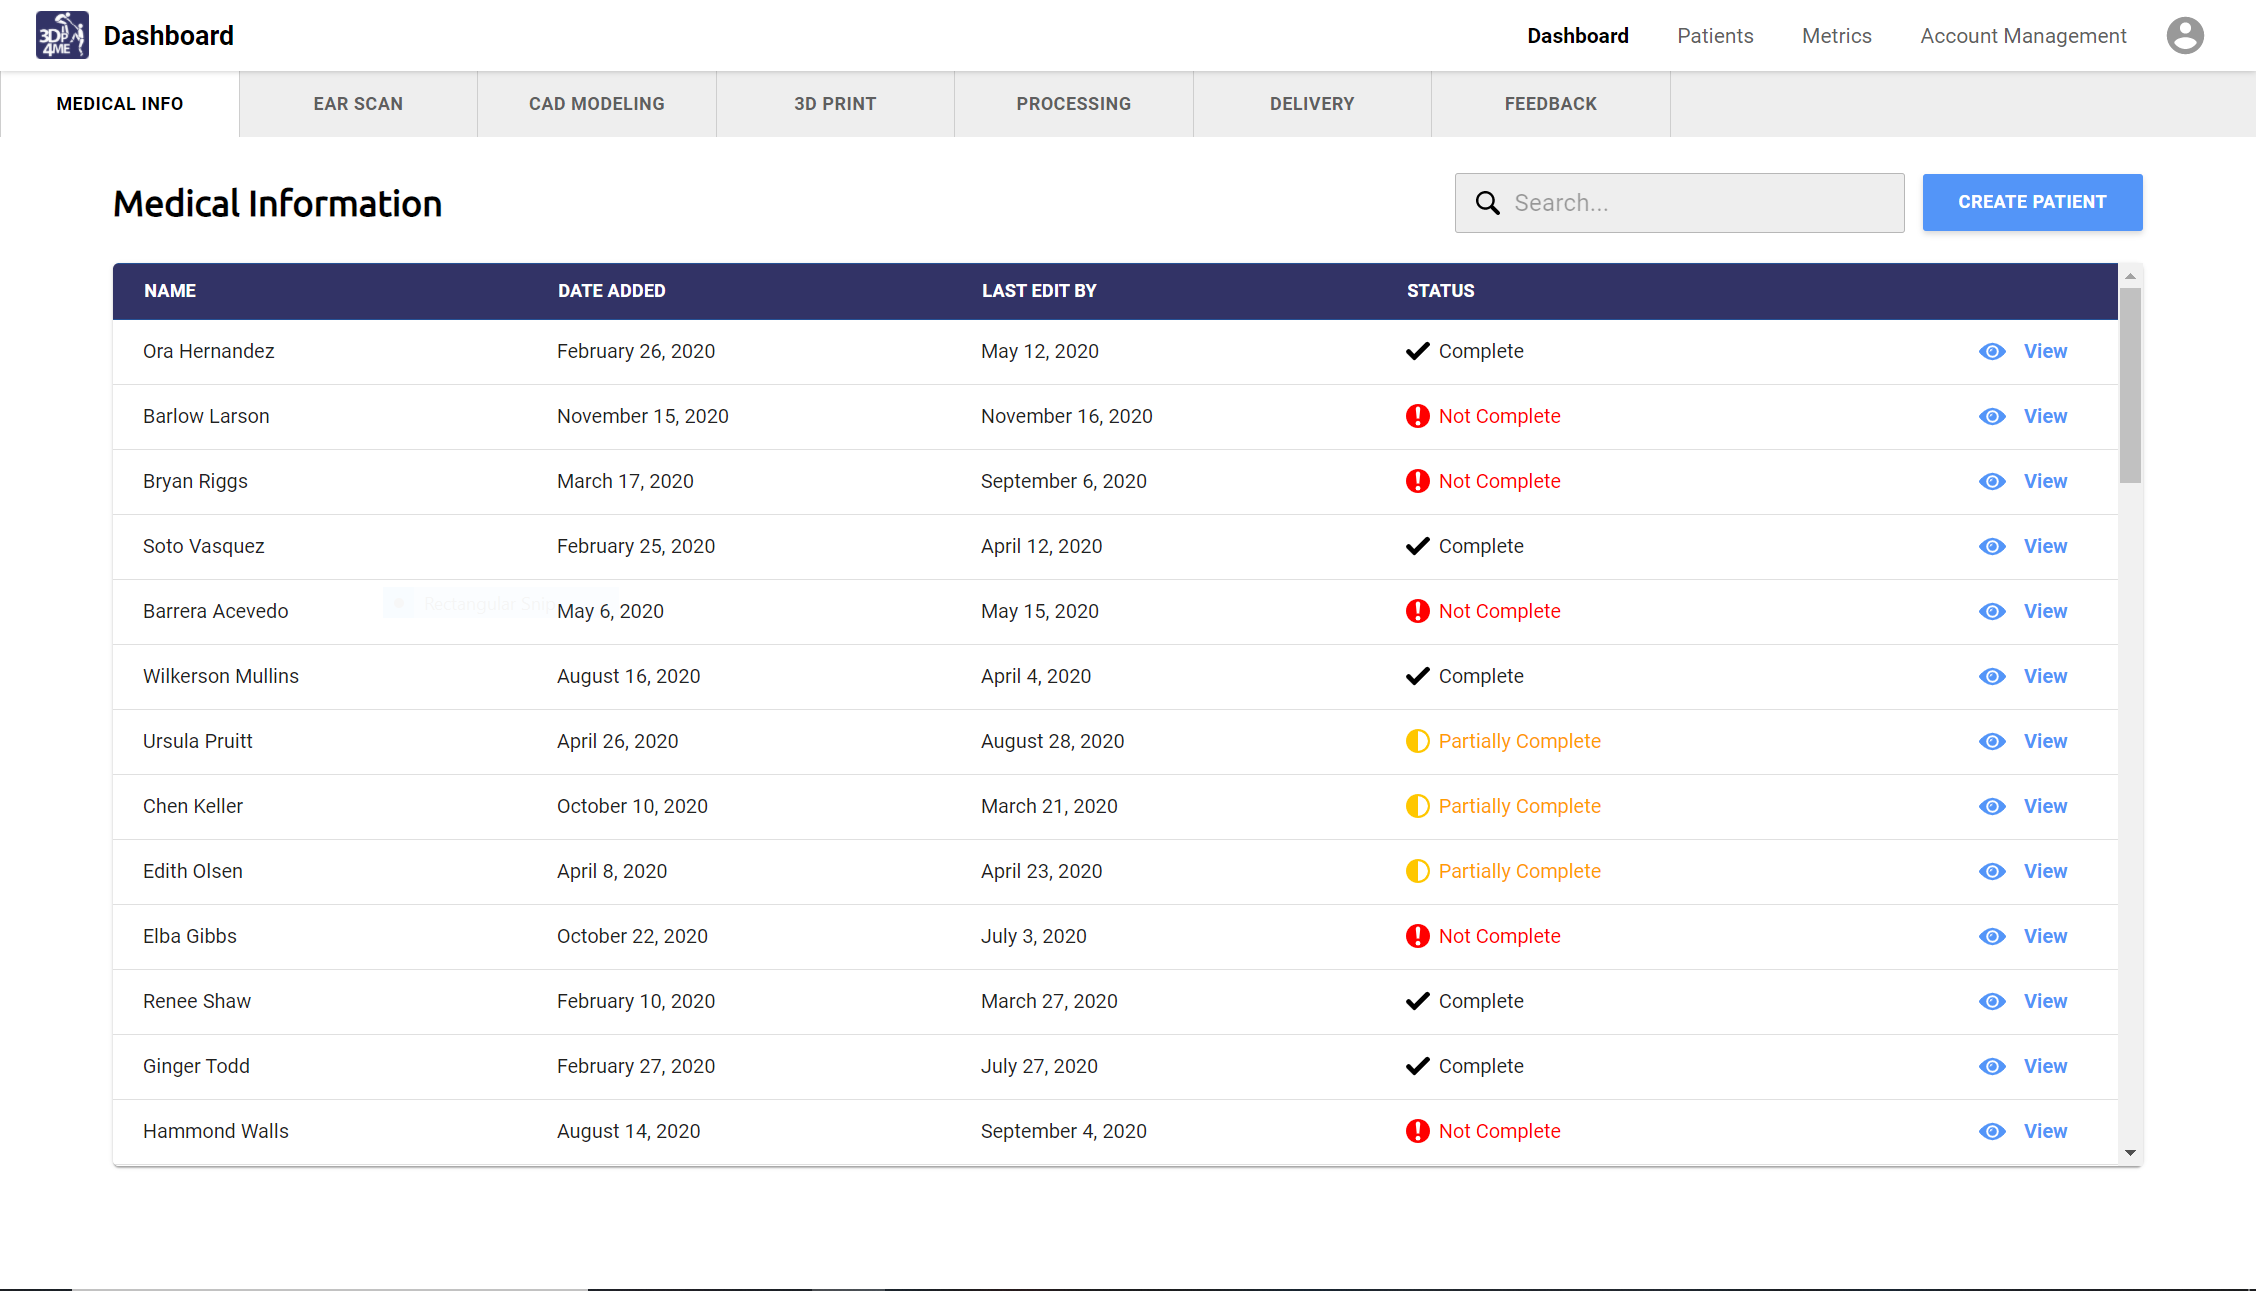 3DP 4ME Dashboard Dashboard Patients Metrics Account Management
MEDICAL INFO EAR SCAN CAD MODELING 3D PRINT PROCESSING DELIVERY FEEDBACK
Medical Information Search... CREATE PATIENT
NAME DATE ADDED LAST EDIT BY STATUS
Ora Hernandez February 26, 2020 May 12, 2020 Complete View
Barlow Larson November 15, 2020 November 16, 2020 Not Complete View
Bryan Riggs March 17, 2020 September 6, 2020 Not Complete View
Soto Vasquez February 25, 2020 April 12, 2020 Complete View
Rectangular Snip
Barrera Acevedo May 6, 2020 May 15, 2020 Not Complete View
Wilkerson Mullins August 16, 2020 April 4, 2020 Complete View
Ursula Pruitt April 26, 2020 August 28, 2020 Partially Complete View
Chen Keller October 10, 2020 March 21, 2020 Partially Complete View
Edith Olsen April 8, 2020 April 23, 2020 Partially Complete View
Elba Gibbs October 22, 2020 July 3, 2020 Not Complete View
Renee Shaw February 10, 2020 March 27, 2020 Complete View
Ginger Todd February 27, 2020 July 27, 2020 Complete View
Hammond Walls August 14, 2020 September 4, 2020 Not Complete View